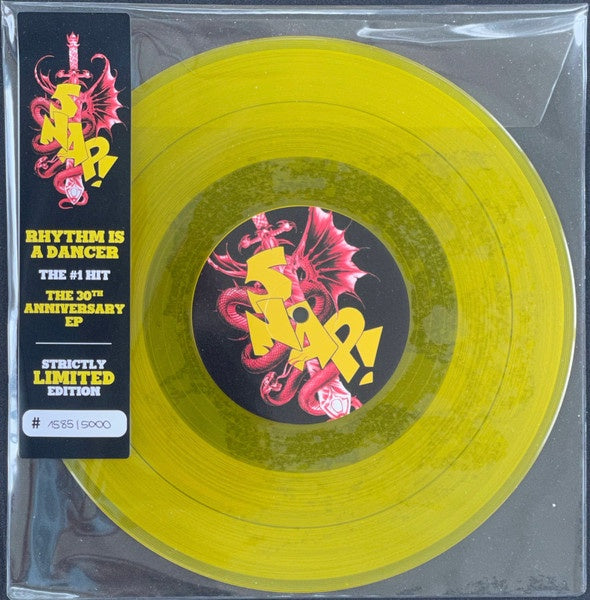 SNAP!
RHYTHM IS
A DANCER
THE #1 HIT
THE 30TH
ANNIVERSARY
EP
STRICTLY
LIMITED
EDITION
# 1585/5000
SNAP!